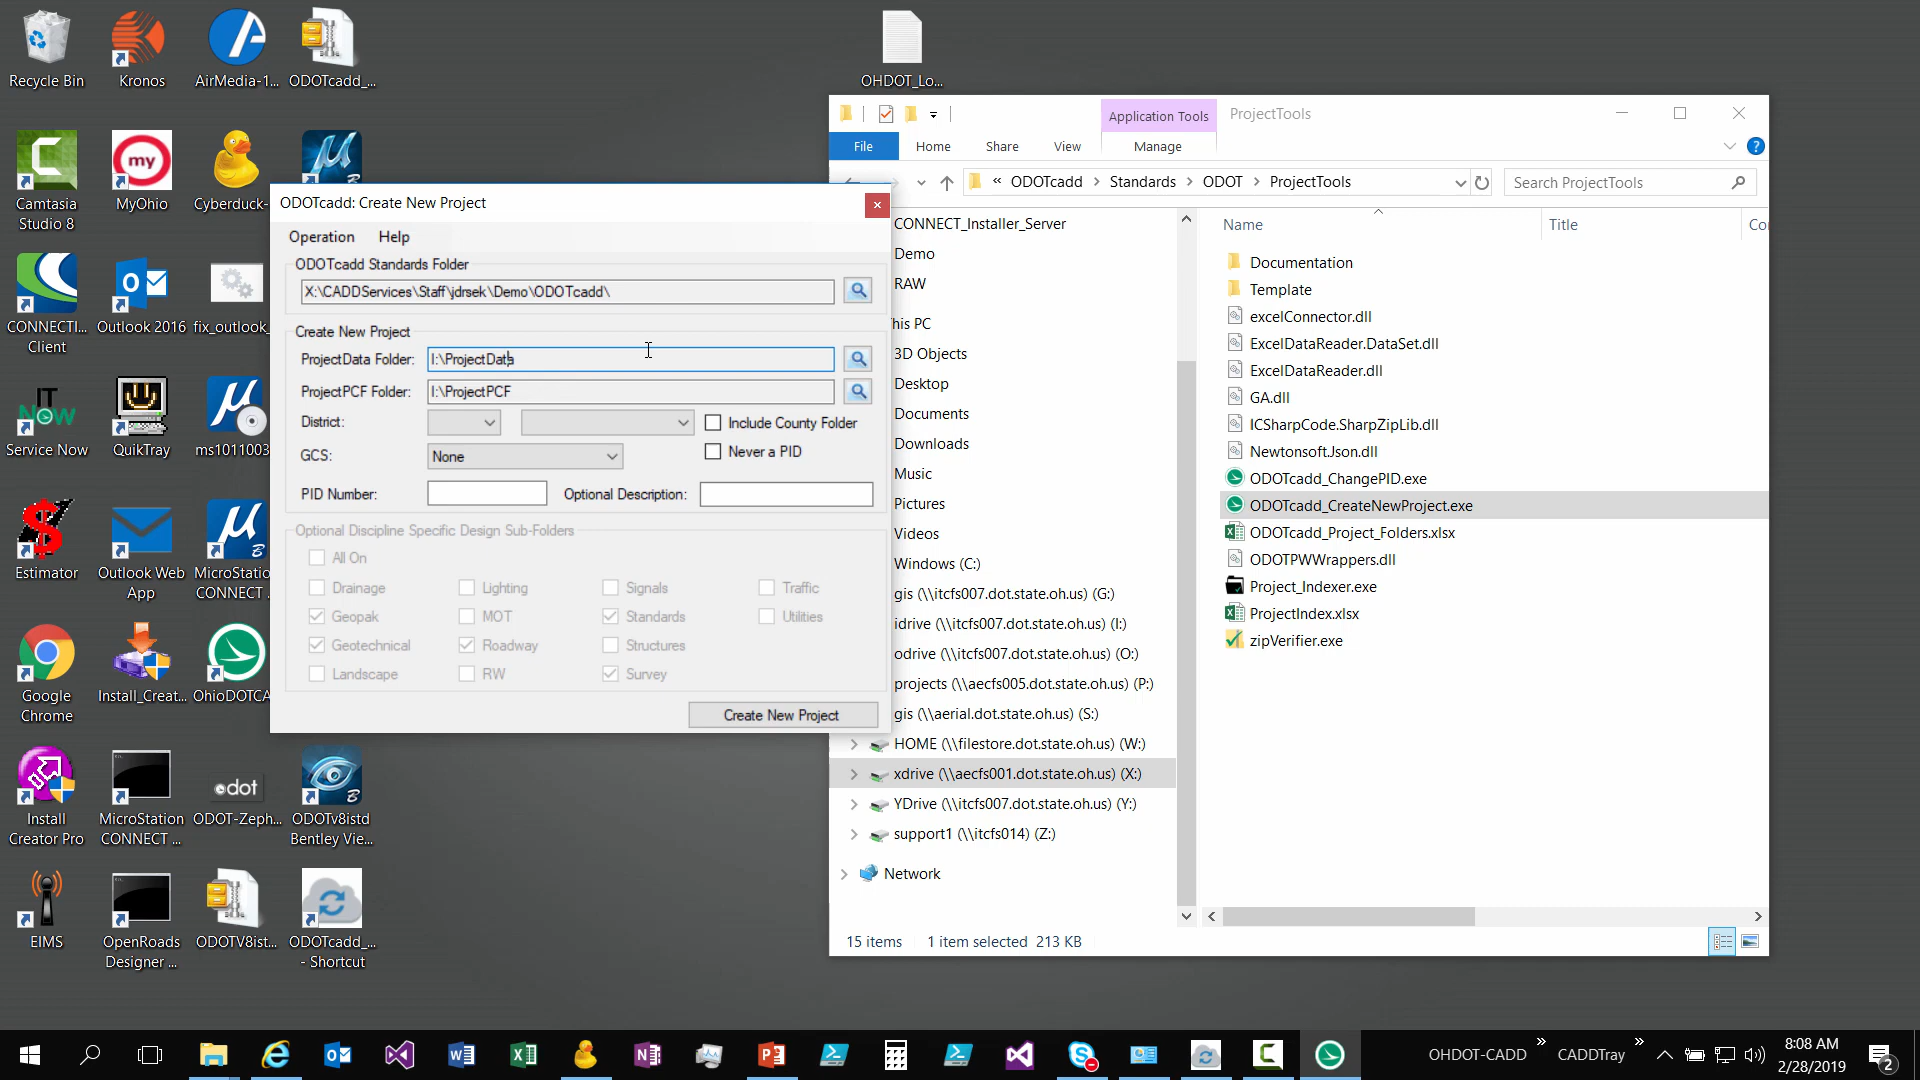 Recycle Bin
Kronos
AirMedia-1...
ODOTcadd_...
OHDOT_Lo...
my
Camtasia
Studio 8
MyOhio
Cyberduck-
CONNECTI...
Client
Outlook 2016
fix_outlook_
NOW
Service Now
QuikTray
ms1011003
Estimator
Outlook Web
App
MicroStatio
CONNECT
Google
Chrome
Install_Creat...
OhioDOTCA
Install
Creator Pro
MicroStation
CONNECT ...
odot
ODOT-Zeph...
ODOTv8istd
Bentley Vie...
EIMS
OpenRoads
Designer ...
ODOTV8ist...
ODOTcadd_...
- Shortcut
ODOTcadd: Create New Project
Operation
Help
ODOTcadd Standards Folder
X:\CADDServices\Staff\jdrsek\Demo\ODOTcadd\
Create New Project
ProjectData Folder:
I:\ProjectData
ProjectPCF Folder:
I:\ProjectPCF
District:
Include County Folder
GCS:
None
Never a PID
PID Number:
Optional Description:
Optional Discipline Specific Design Sub-Folders
All On
Drainage
Lighting
Signals
Traffic
Geopak
MOT
Standards
Utilities
Geotechnical
Roadway
Structures
Landscape
RW
Survey
Create New Project
Application Tools
ProjectTools
File
Home
Share
View
Manage
« ODOTcadd > Standards > ODOT > ProjectTools
Search ProjectTools
CONNECT_Installer_Server
Demo
RAW
his PC
3D Objects
Desktop
Documents
Downloads
Music
Pictures
Videos
Windows (C:)
gis (\\itcfs007.dot.state.oh.us) (G:)
idrive (\\itcfs007.dot.state.oh.us) (I:)
odrive (\\itcfs007.dot.state.oh.us) (O:)
projects (\\aecfs005.dot.state.oh.us) (P:)
gis (\\aerial.dot.state.oh.us) (S:)
HOME (\\filestore.dot.state.oh.us) (W:)
xdrive (\\aecfs001.dot.state.oh.us) (X:)
YDrive (\\itcfs007.dot.state.oh.us) (Y:)
support1 (\\itcfs014) (Z:)
Network
Name
Title
Co
Documentation
Template
excelConnector.dll
ExcelDataReader.DataSet.dll
ExcelDataReader.dll
GA.dll
ICSharpCode.SharpZipLib.dll
NewtonsoftJson.dll
ODOTcadd_ChangePID.exe
ODOTcadd_CreateNewProject.exe
ODOTcadd_Project_Folders.xlsx
ODOTPWWrappers.dll
Project_Indexer.exe
ProjectIndex.xlsx
zipVerifier.exe
15 items
1 item selected 213 KB
OHDOT-CADD
»
CADDTray
»
8:08 AM
2/28/2019
2